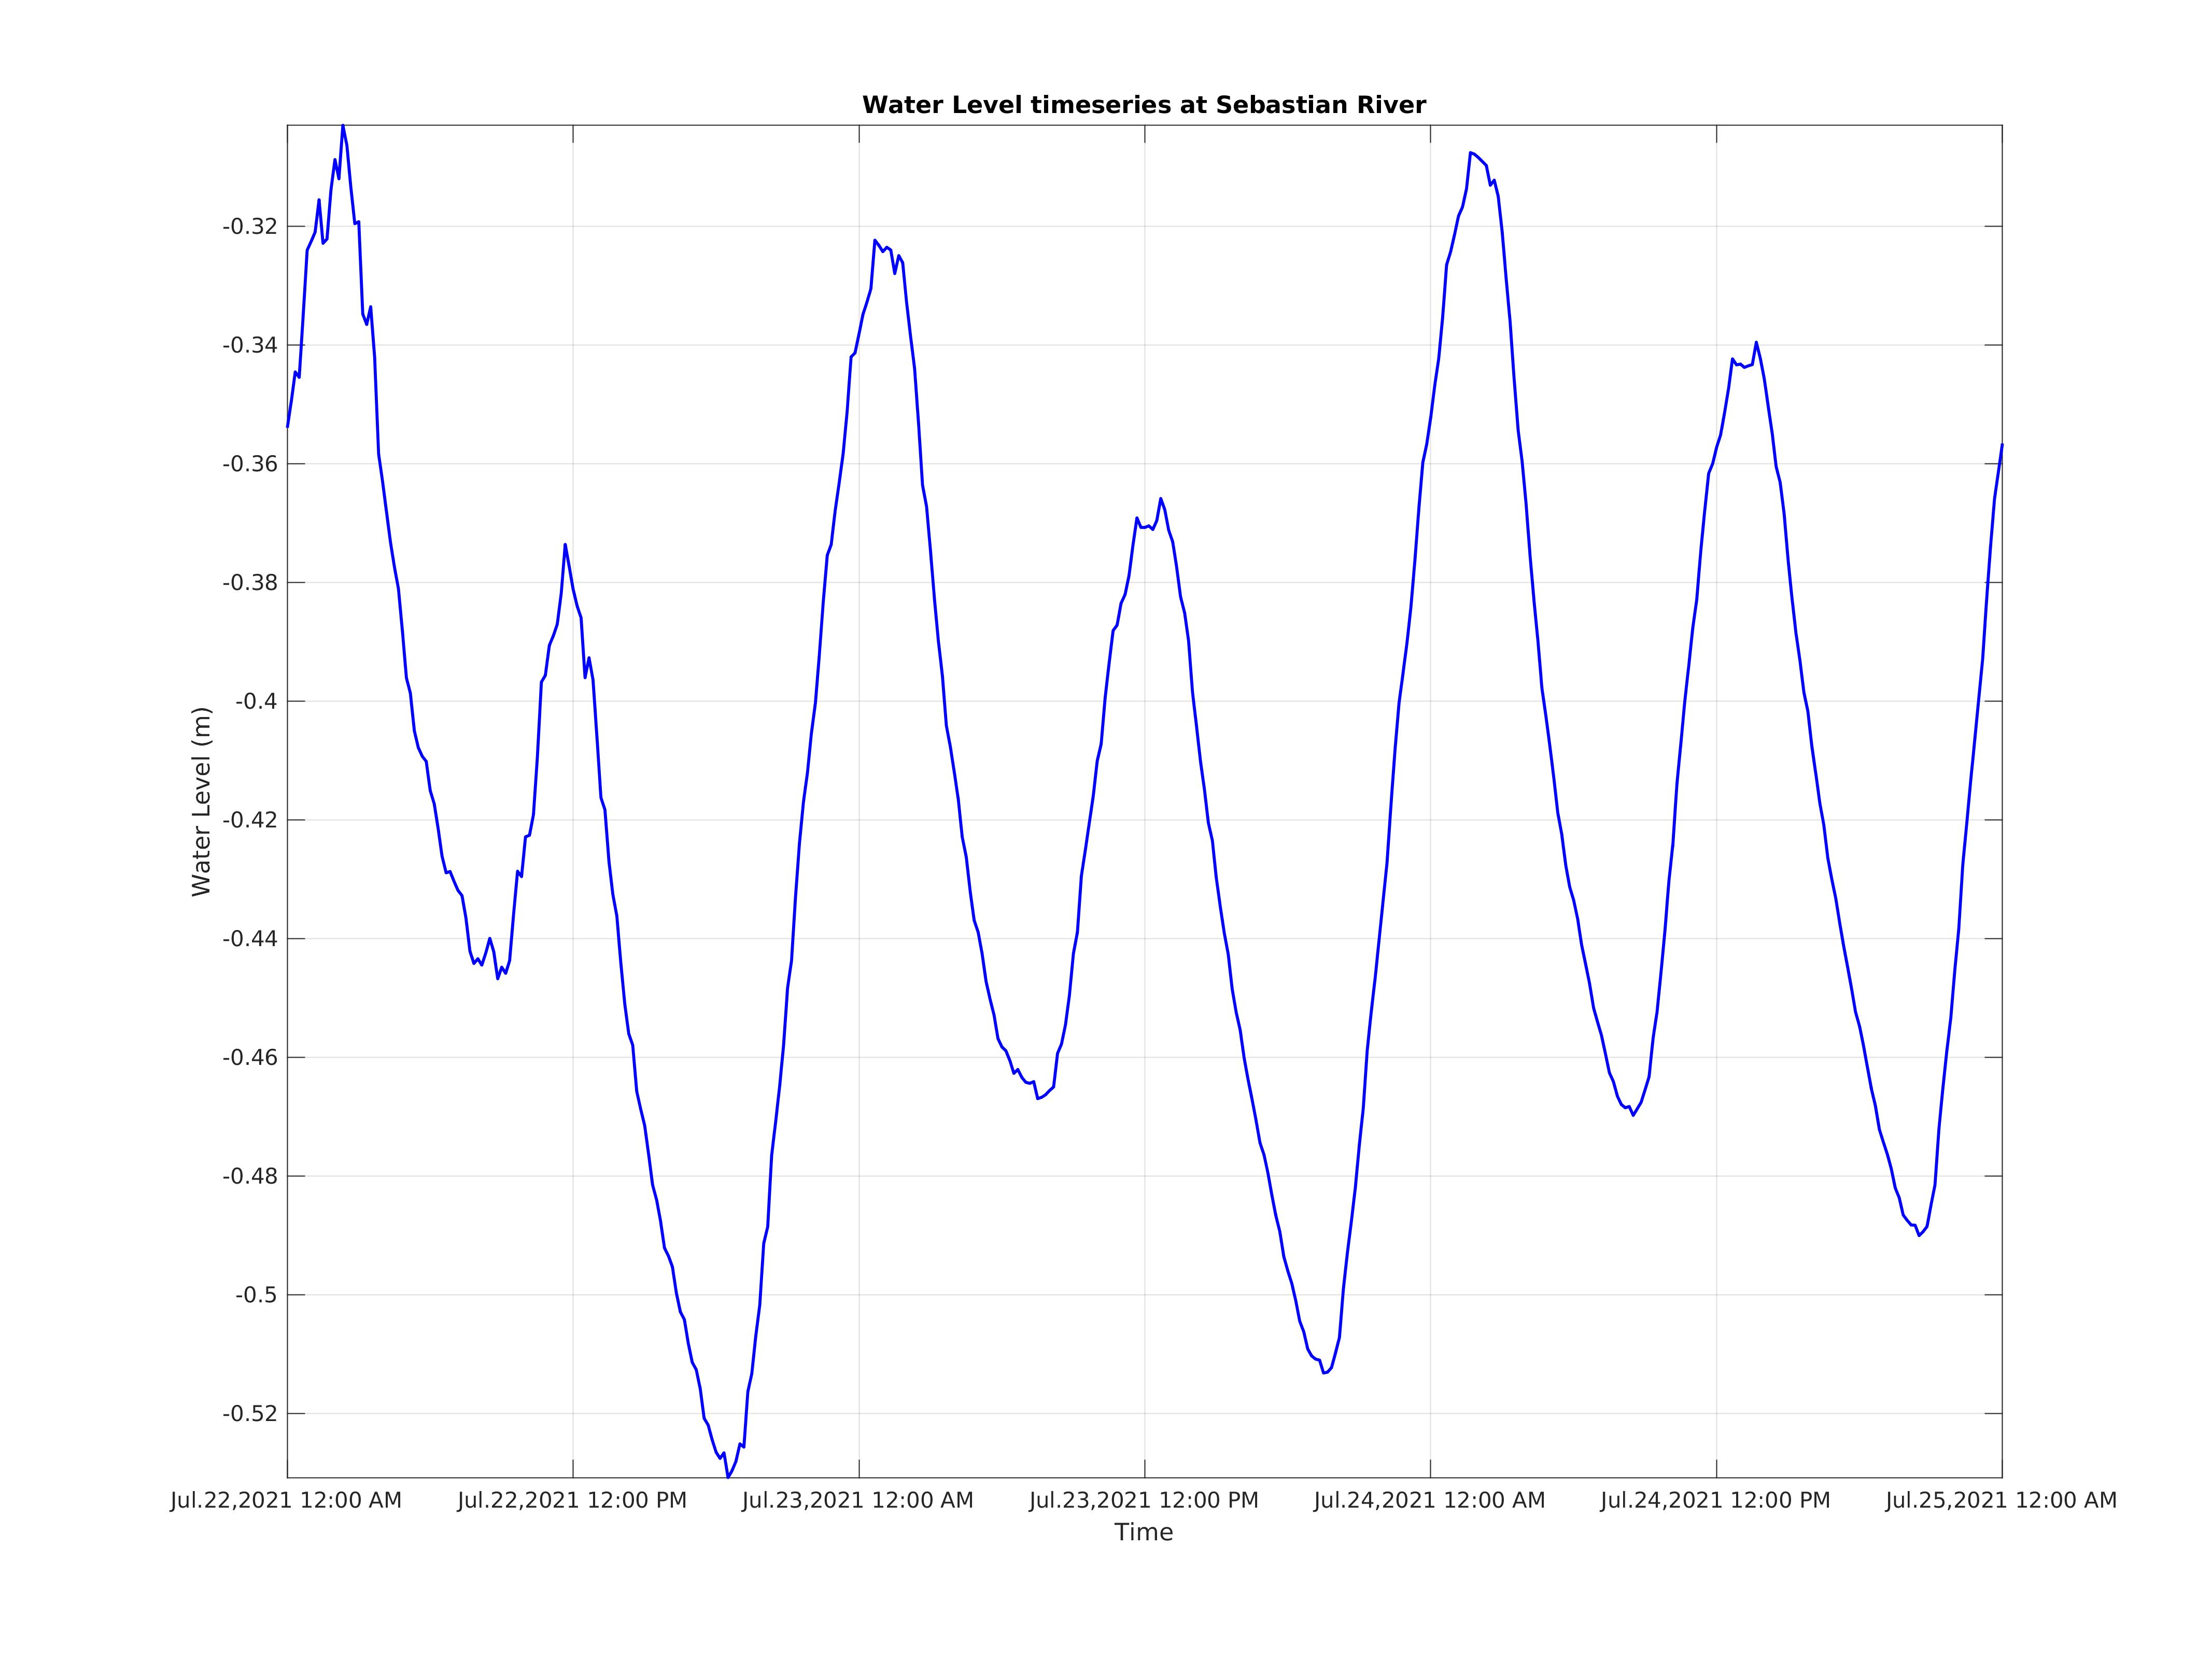 Water Level timeseries at Sebastian River
-0.32
-0.34
-0.36
-0.38
-0.4
-0.42
-0.44
-0.46
-0.48
-0.5
-0.52
Water Level (m)
Jul.22,2021 12:00 AM
Jul.22,2021 12:00 PM
Jul.23,2021 12:00 AM
Jul.23,2021 12:00 PM
Jul.24,2021 12:00 AM
Jul.24,2021 12:00 PM
Jul.25,2021 12:00 AM
Time